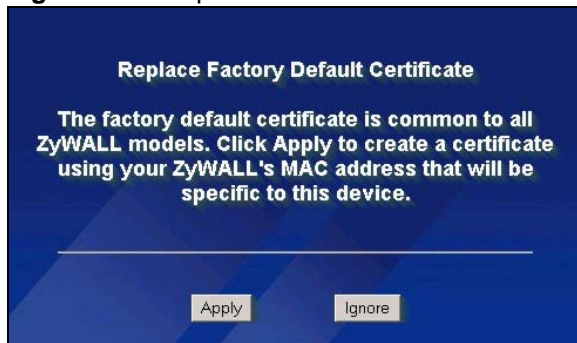 Replace Factory Default Certificate
The factory default certificate is common to all
ZyWALL models. Click Apply to create a certificate
using your ZyWALL's MAC address that will be
specific to this device.
Apply
Ignore